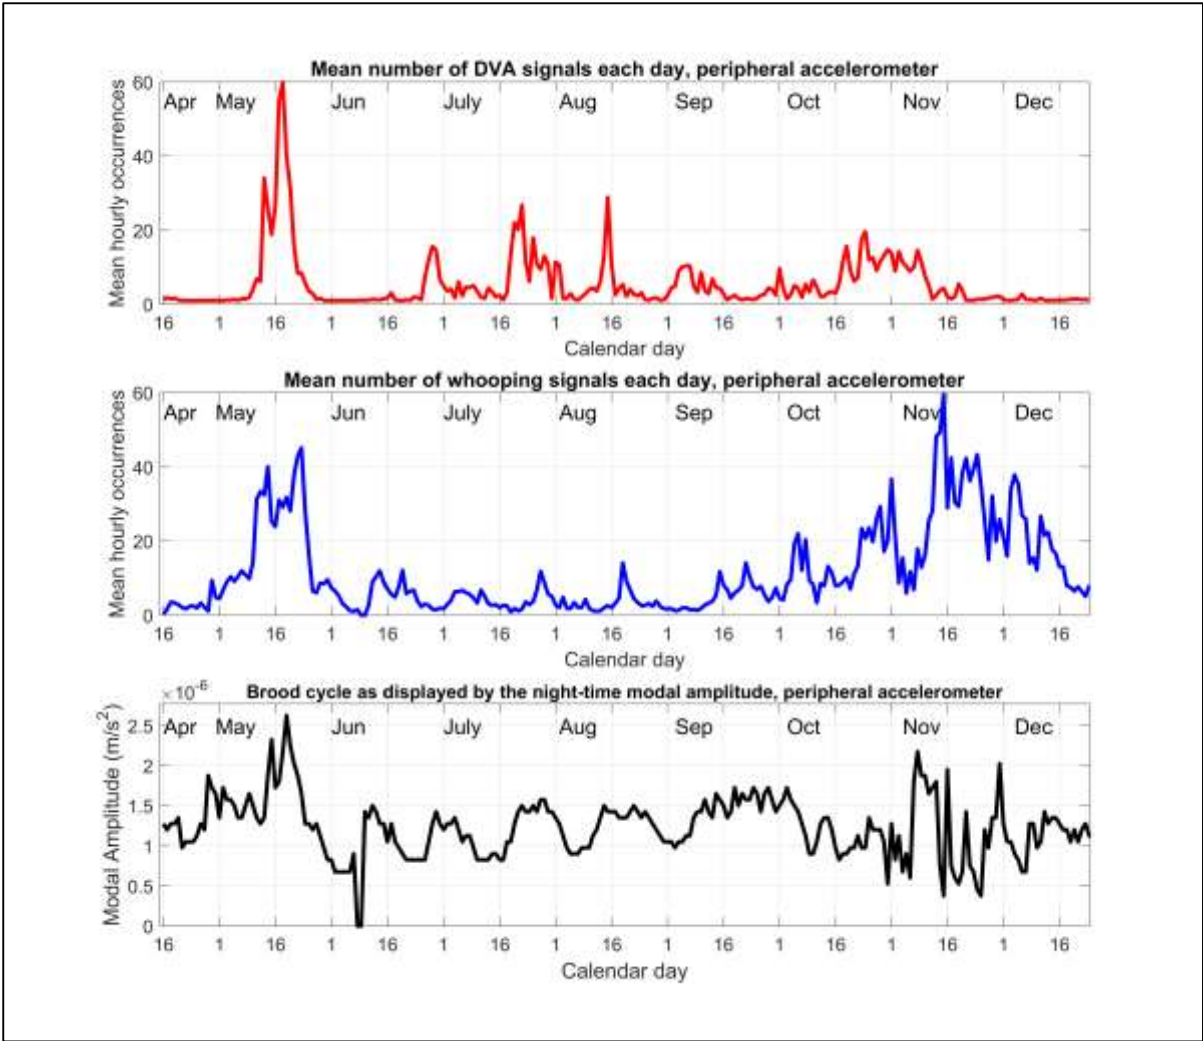 Mean number of DVA signals each day, peripheral accelerometer
Mean hourly occurrences
60
40
20
0
Apr May Jun July Aug Sep Oct Nov Dec
16 1 16 1 16 1 16 1 16 1 16 1 16 1 16 1 16
Calendar day
Mean number of whooping signals each day, peripheral accelerometer
Mean hourly occurrences
60
40
20
0
Apr May Jun July Aug Sep Oct Nov Dec
16 1 16 1 16 1 16 1 16 1 16 1 16 1 16 1 16
Calendar day
×10⁻⁶ Brood cycle as displayed by the night-time modal amplitude, peripheral accelerometer
Modal Amplitude (m/s²)
2.5
2
1.5
1
0.5
0
Apr May Jun July Aug Sep Oct Nov Dec
16 1 16 1 16 1 16 1 16 1 16 1 16 1 16 1 16
Calendar day